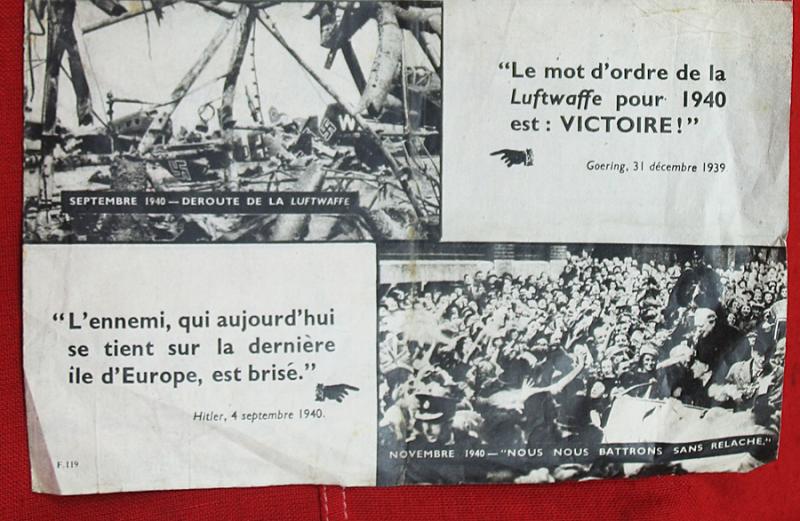 “Le mot d’ordre de la
Luftwaffe pour 1940
est : VICTOIRE !”
Goering, 31 décembre 1939
W
SEPTEMBRE 1940 — DEROUTE DE LA LUFTWAFFE
“L’ennemi, qui aujourd’hui
se tient sur la dernière
ile d’Europe, est brisé.”
Hitler, 4 septembre 1940.
F.119
NOVEMBRE 1940 — “NOUS NOUS BATTRONS SANS RELACHE.”